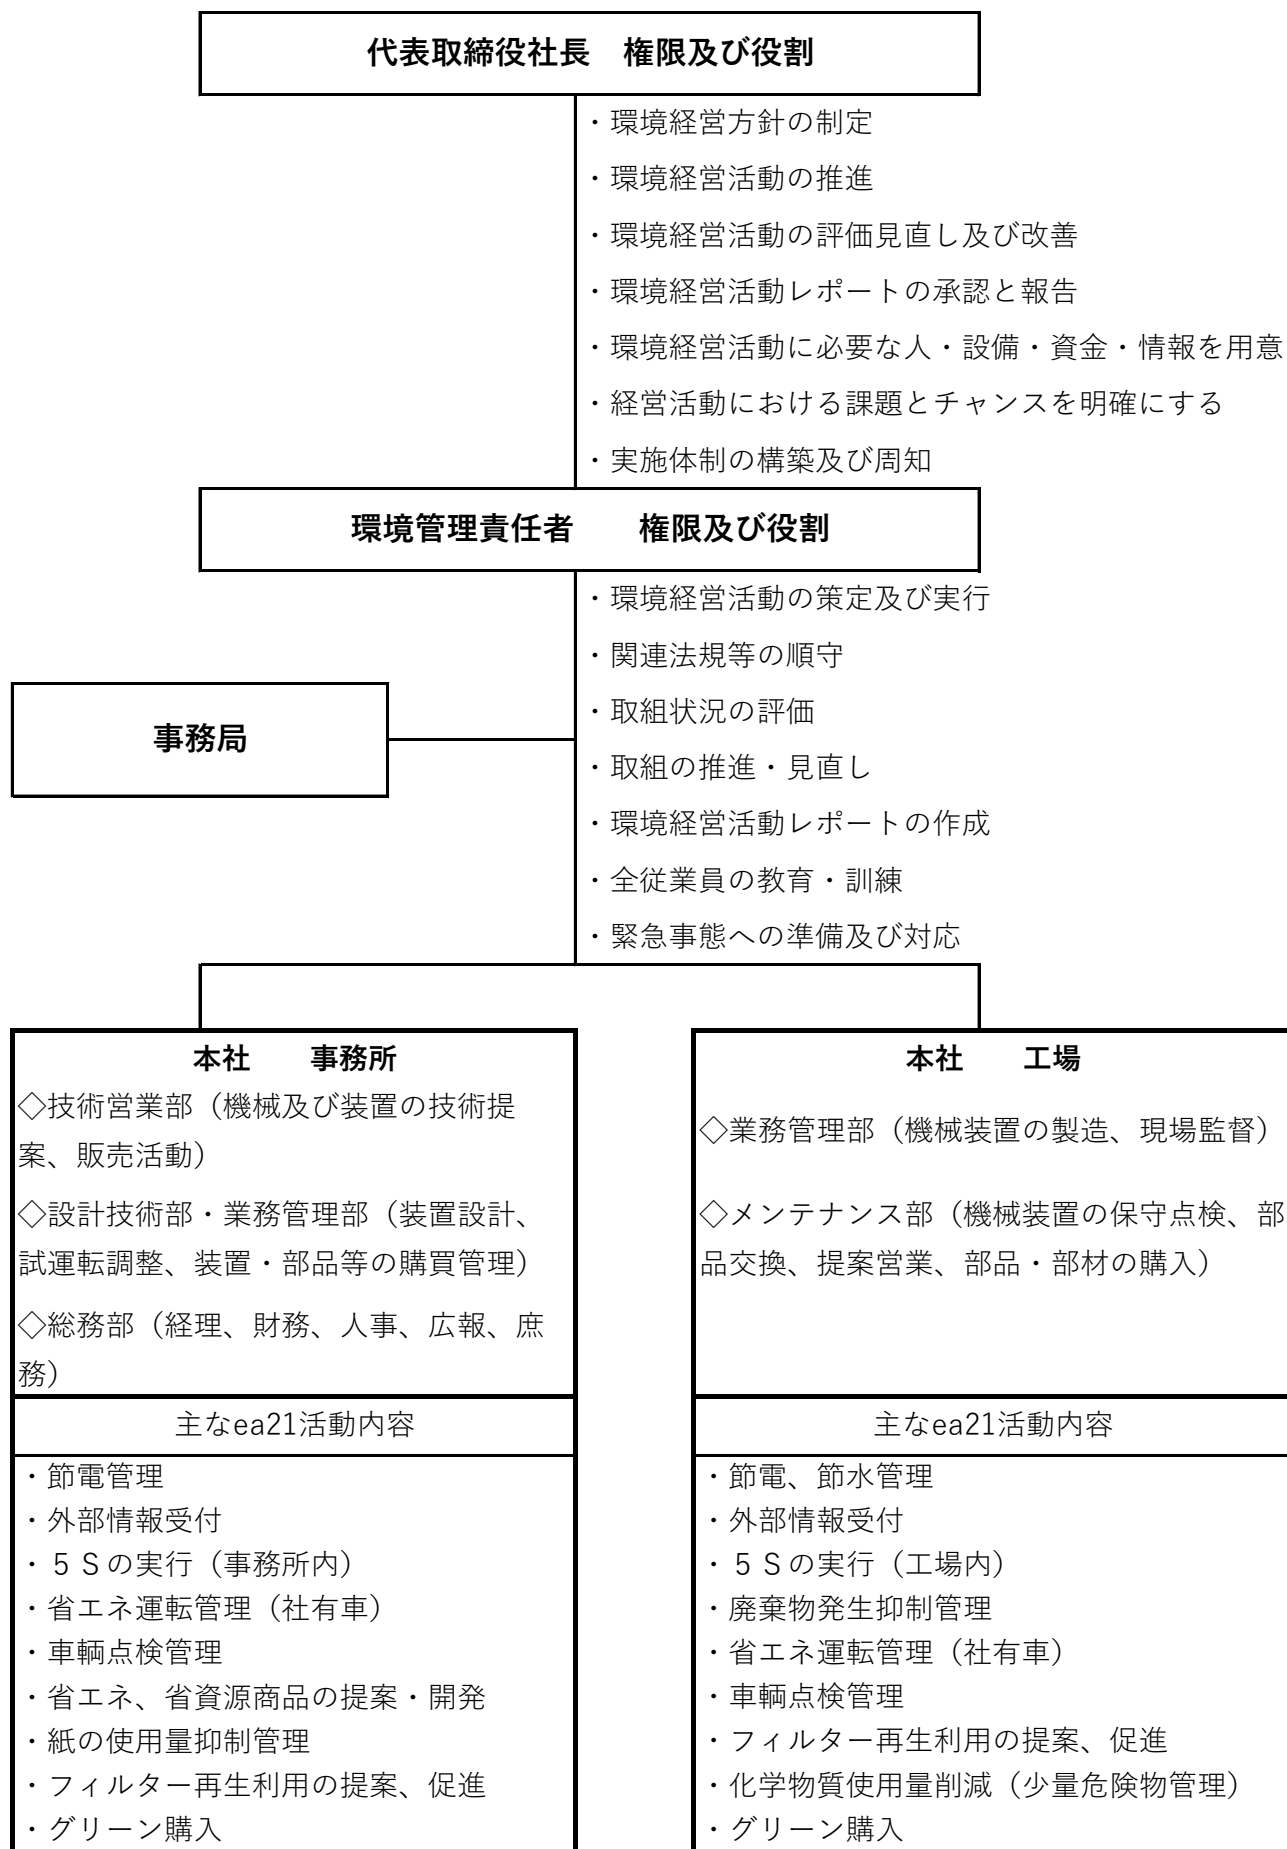 代表取締役社長　権限及び役割
・環境経営方針の制定
・環境経営活動の推進
・環境経営活動の評価見直し及び改善
・環境経営活動レポートの承認と報告
・環境経営活動に必要な人・設備・資金・情報を用意
・経営活動における課題とチャンスを明確にする
・実施体制の構築及び周知
環境管理責任者　　権限及び役割
・環境経営活動の策定及び実行
・関連法規等の順守
・取組状況の評価
・取組の推進・見直し
・環境経営活動レポートの作成
・全従業員の教育・訓練
・緊急事態への準備及び対応
事務局
本社　　事務所
◇技術営業部（機械及び装置の技術提
案、販売活動）
◇設計技術部・業務管理部（装置設計、
試運転調整、装置・部品等の購買管理）
◇総務部（経理、財務、人事、広報、庶
務）
主なea21活動内容
・節電管理
・外部情報受付
・５Ｓの実行（事務所内）
・省エネ運転管理（社有車）
・車輌点検管理
・省エネ、省資源商品の提案・開発
・紙の使用量抑制管理
・フィルター再生利用の提案、促進
・グリーン購入
本社　　工場
◇業務管理部（機械装置の製造、現場監督）
◇メンテナンス部（機械装置の保守点検、部
品交換、提案営業、部品・部材の購入）
主なea21活動内容
・節電、節水管理
・外部情報受付
・５Ｓの実行（工場内）
・廃棄物発生抑制管理
・省エネ運転管理（社有車）
・車輌点検管理
・フィルター再生利用の提案、促進
・化学物質使用量削減（少量危険物管理）
・グリーン購入